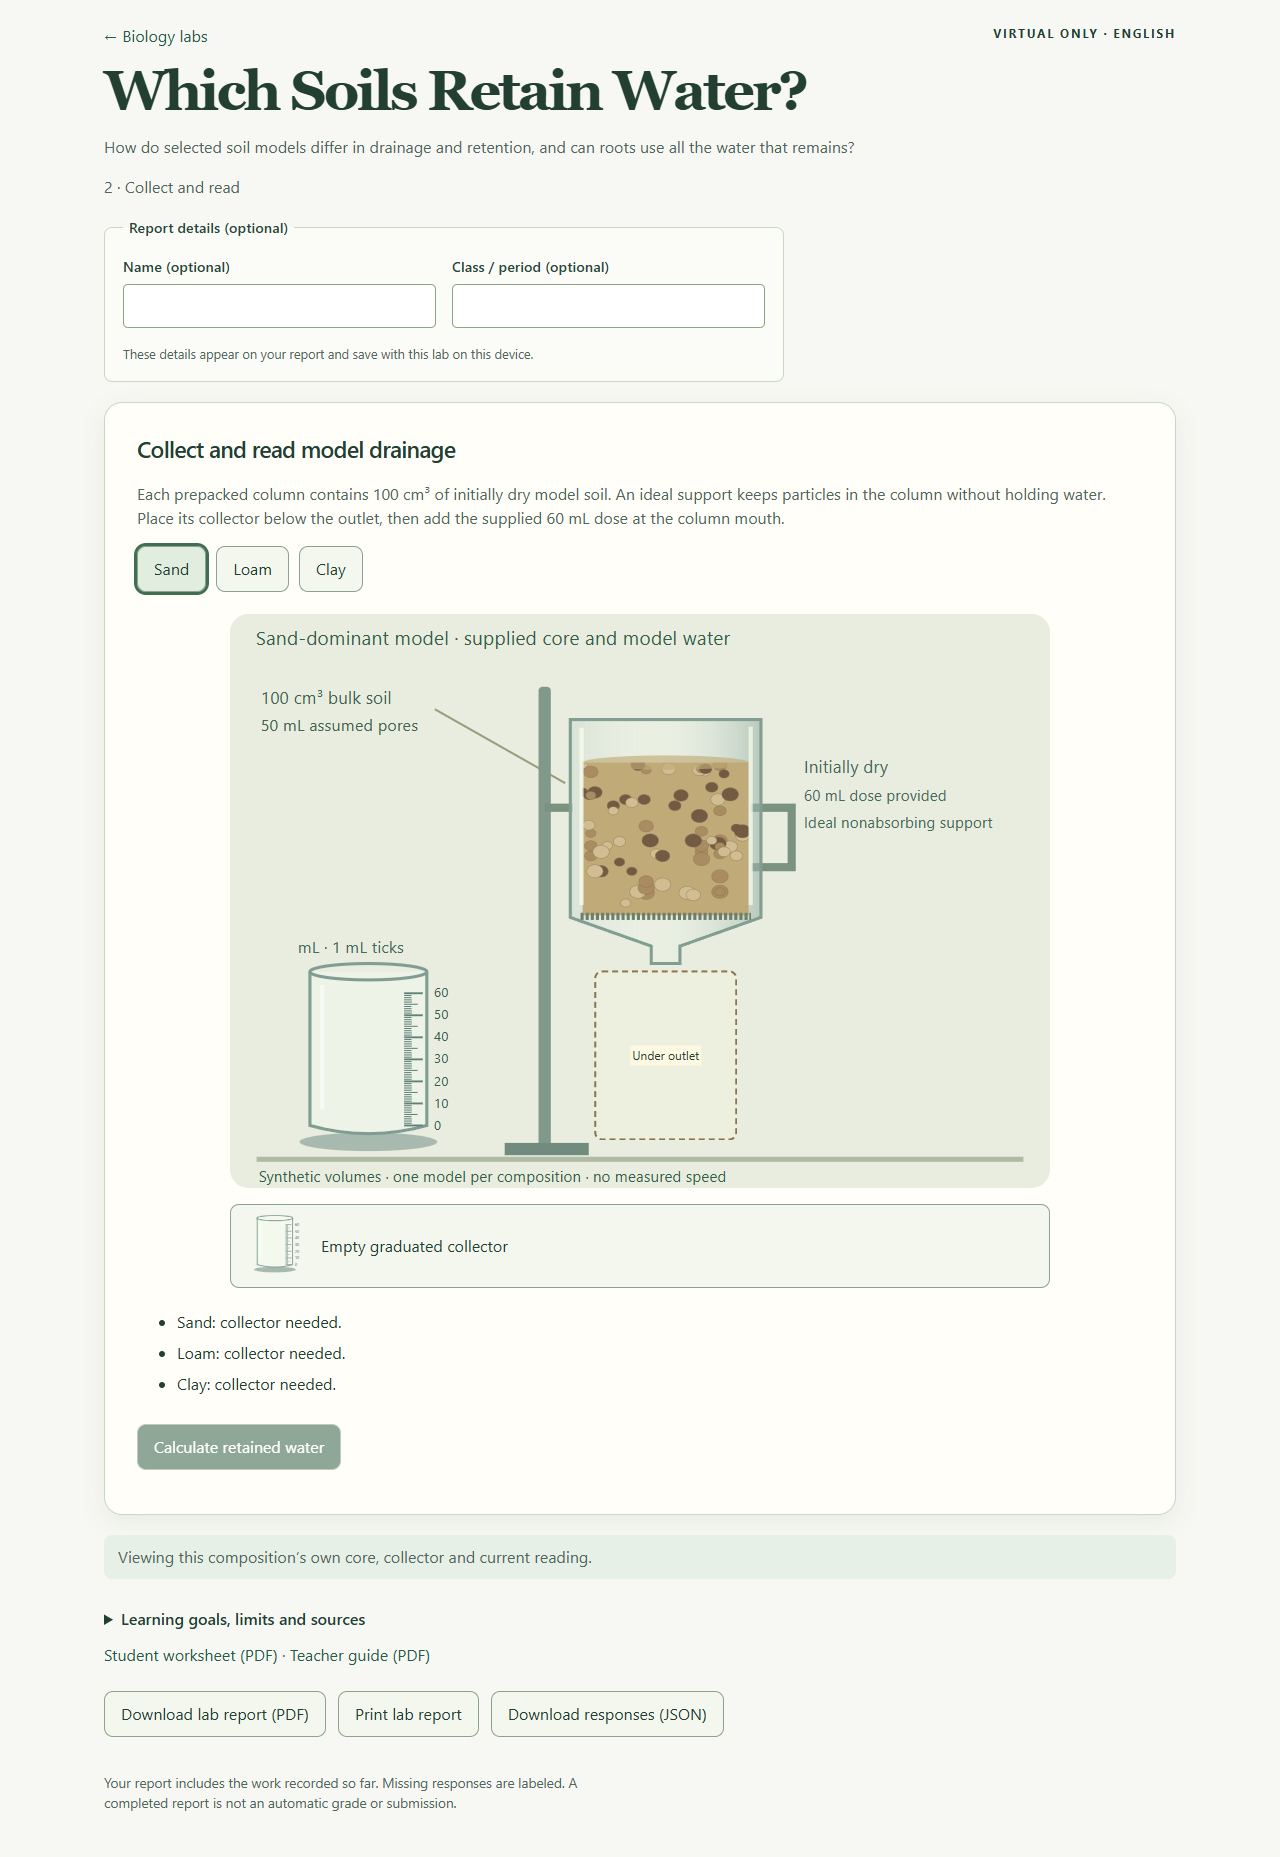 ← Biology labs
VIRTUAL ONLY · ENGLISH
Which Soils Retain Water?
How do selected soil models differ in drainage and retention, and can roots use all the water that remains?
2 · Collect and read
Report details (optional)
Name (optional)
Class / period (optional)
These details appear on your report and save with this lab on this device.
Collect and read model drainage
Each prepacked column contains 100 cm³ of initially dry model soil. An ideal support keeps particles in the column without holding water.
Place its collector below the outlet, then add the supplied 60 mL dose at the column mouth.
Sand
Loam
Clay
Sand-dominant model · supplied core and model water
100 cm³ bulk soil
50 mL assumed pores
Initially dry
60 mL dose provided
Ideal nonabsorbing support
mL · 1 mL ticks
60
50
40
30
20
10
0
Under outlet
Synthetic volumes · one model per composition · no measured speed
Empty graduated collector
• Sand: collector needed.
• Loam: collector needed.
• Clay: collector needed.
Calculate retained water
Viewing this composition's own core, collector and current reading.
▶ Learning goals, limits and sources
Student worksheet (PDF) · Teacher guide (PDF)
Download lab report (PDF)
Print lab report
Download responses (JSON)
Your report includes the work recorded so far. Missing responses are labeled. A
completed report is not an automatic grade or submission.